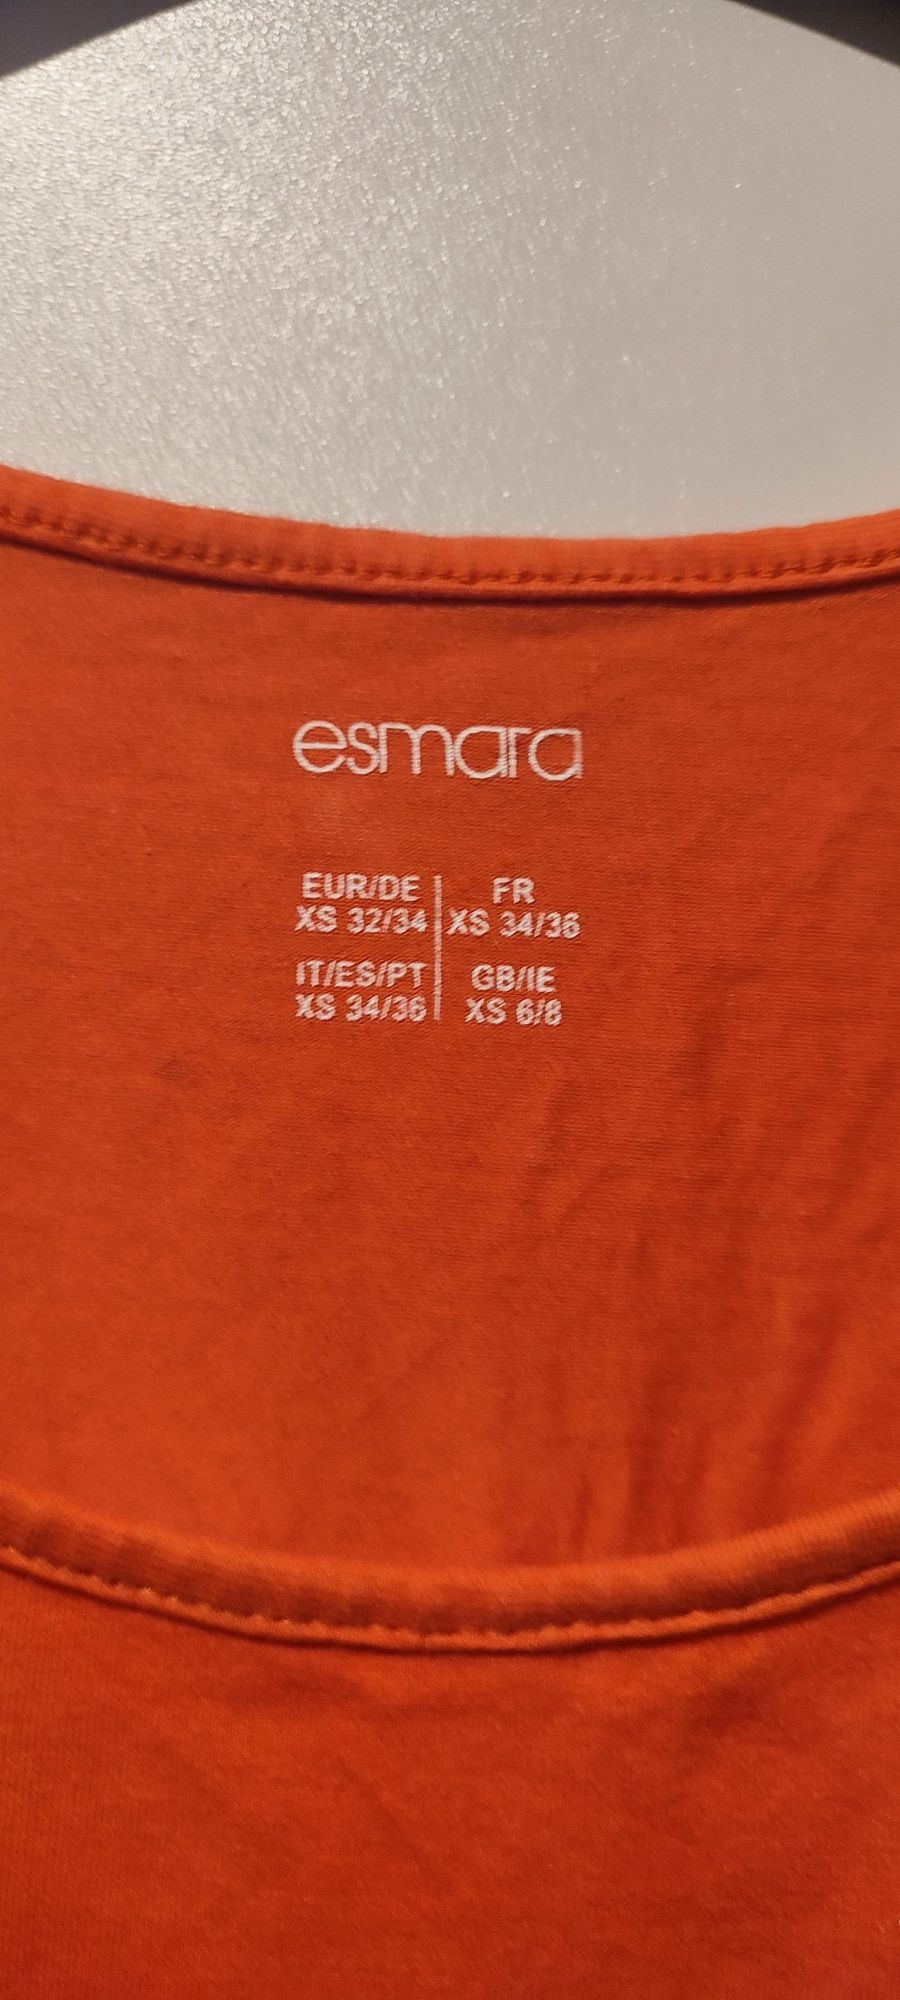 esmara
EUR/DE
XS 32/34
FR
XS 34/36
IT/ES/PT
XS 34/36
GB/IE
XS 6/8